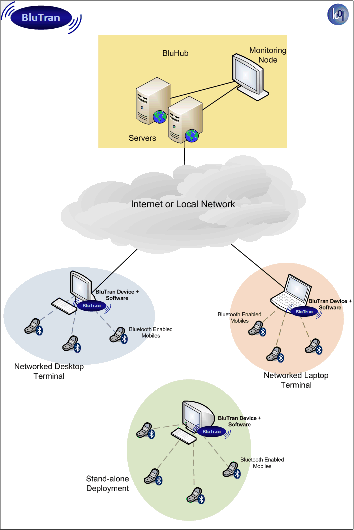 BluTran
BluHub
Monitoring
Node
Servers
Internet or Local Network
BluTran Device +
Software
BluTran
Bluetooth Enabled
Mobiles
Networked Desktop
Terminal
BluTran Device +
Software
BluTran
Bluetooth Enabled
Mobiles
Networked Laptop
Terminal
BluTran Device +
Software
BluTran
Bluetooth Enabled
Mobiles
Stand-alone
Deployment